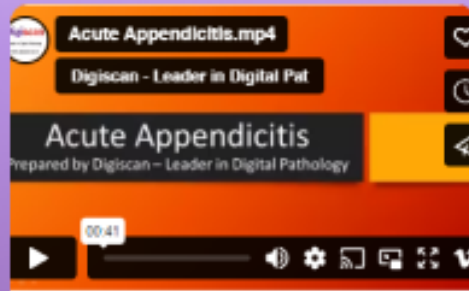 Acute Appendicitis.mp4
Digiscan - Leader in Digital Pat
Acute Appendicitis
Prepared by Digiscan – Leader in Digital Pathology
00:41